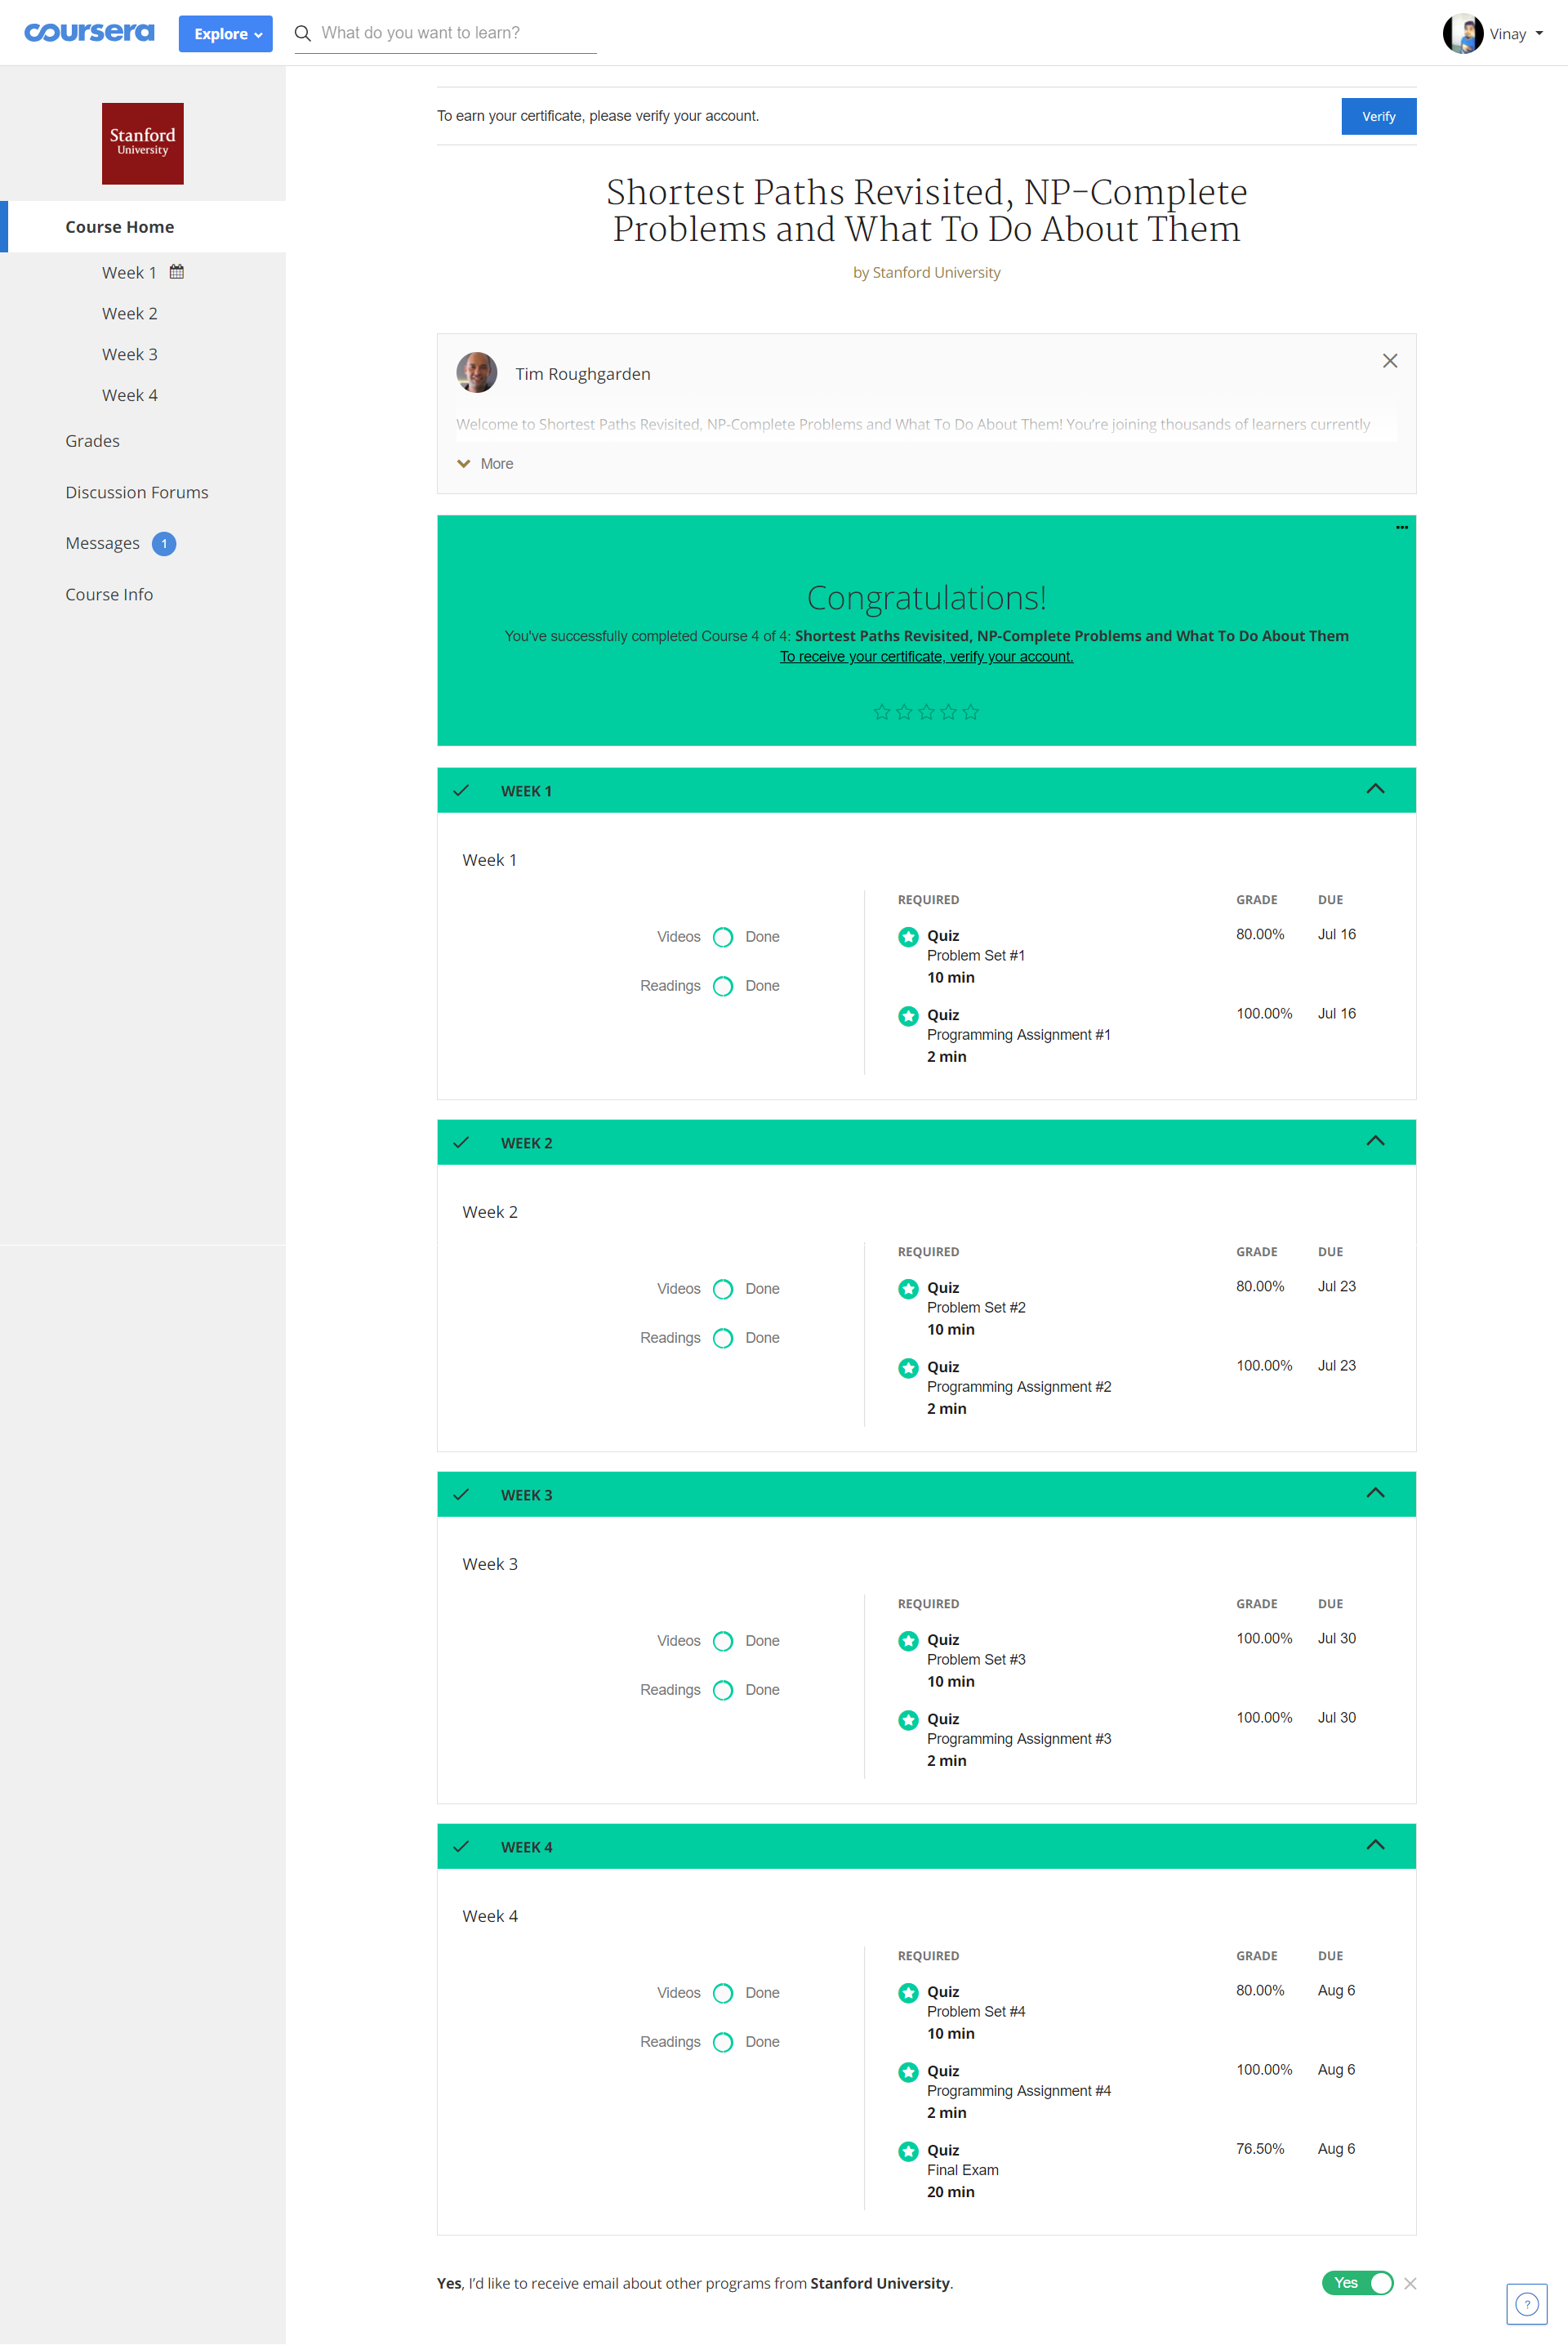 coursera
Explore
What do you want to learn?
Vinay
Stanford
University
Course Home
Week 1
Week 2
Week 3
Week 4
Grades
Discussion Forums
Messages 1
Course Info
To earn your certificate, please verify your account.
Verify
Shortest Paths Revisited, NP-Complete
Problems and What To Do About Them
by Stanford University
Tim Roughgarden
Welcome to Shortest Paths Revisited, NP-Complete Problems and What To Do About Them! You're joining thousands of learners currently
More
Congratulations!
You've successfully completed Course 4 of 4: Shortest Paths Revisited, NP-Complete Problems and What To Do About Them
To receive your certificate, verify your account.
WEEK 1
Week 1
Videos Done
Readings Done
REQUIRED GRADE DUE
Quiz 80.00% Jul 16
Problem Set #1
10 min
Quiz 100.00% Jul 16
Programming Assignment #1
2 min
WEEK 2
Week 2
Videos Done
Readings Done
REQUIRED GRADE DUE
Quiz 80.00% Jul 23
Problem Set #2
10 min
Quiz 100.00% Jul 23
Programming Assignment #2
2 min
WEEK 3
Week 3
Videos Done
Readings Done
REQUIRED GRADE DUE
Quiz 100.00% Jul 30
Problem Set #3
10 min
Quiz 100.00% Jul 30
Programming Assignment #3
2 min
WEEK 4
Week 4
Videos Done
Readings Done
REQUIRED GRADE DUE
Quiz 80.00% Aug 6
Problem Set #4
10 min
Quiz 100.00% Aug 6
Programming Assignment #4
2 min
Quiz 76.50% Aug 6
Final Exam
20 min
Yes, I'd like to receive email about other programs from Stanford University.
Yes
?